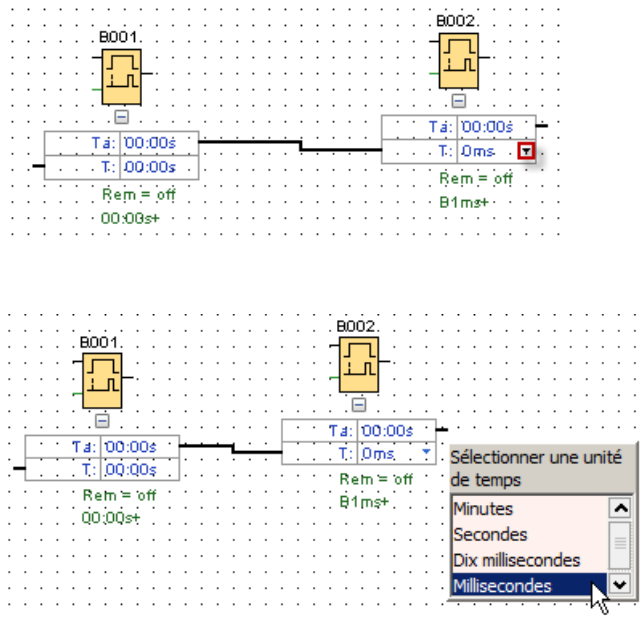 B001
B002
Ta: 00:00s
T: 00:00s
Rem = off
00:00s+
Ta: 00:00s
T: 0ms
Rem = off
B1ms+
B001
B002
Ta: 00:00s
T: 00:00s
Rem = off
00:00s+
Ta: 00:00s
T: 0ms
Rem = off
B1ms+
Sélectionner une unité
de temps
Minutes
Secondes
Dix millisecondes
Millisecondes